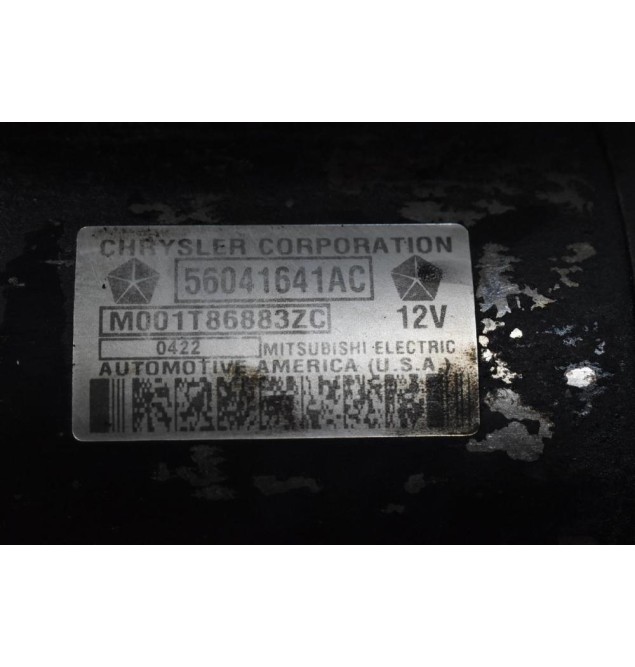 CHRYSLER CORPORATION
56041641AC
M001T86883ZC 12V
0422 MITSUBISHI ELECTRIC
AUTOMOTIVE AMERICA (U.S.A.)